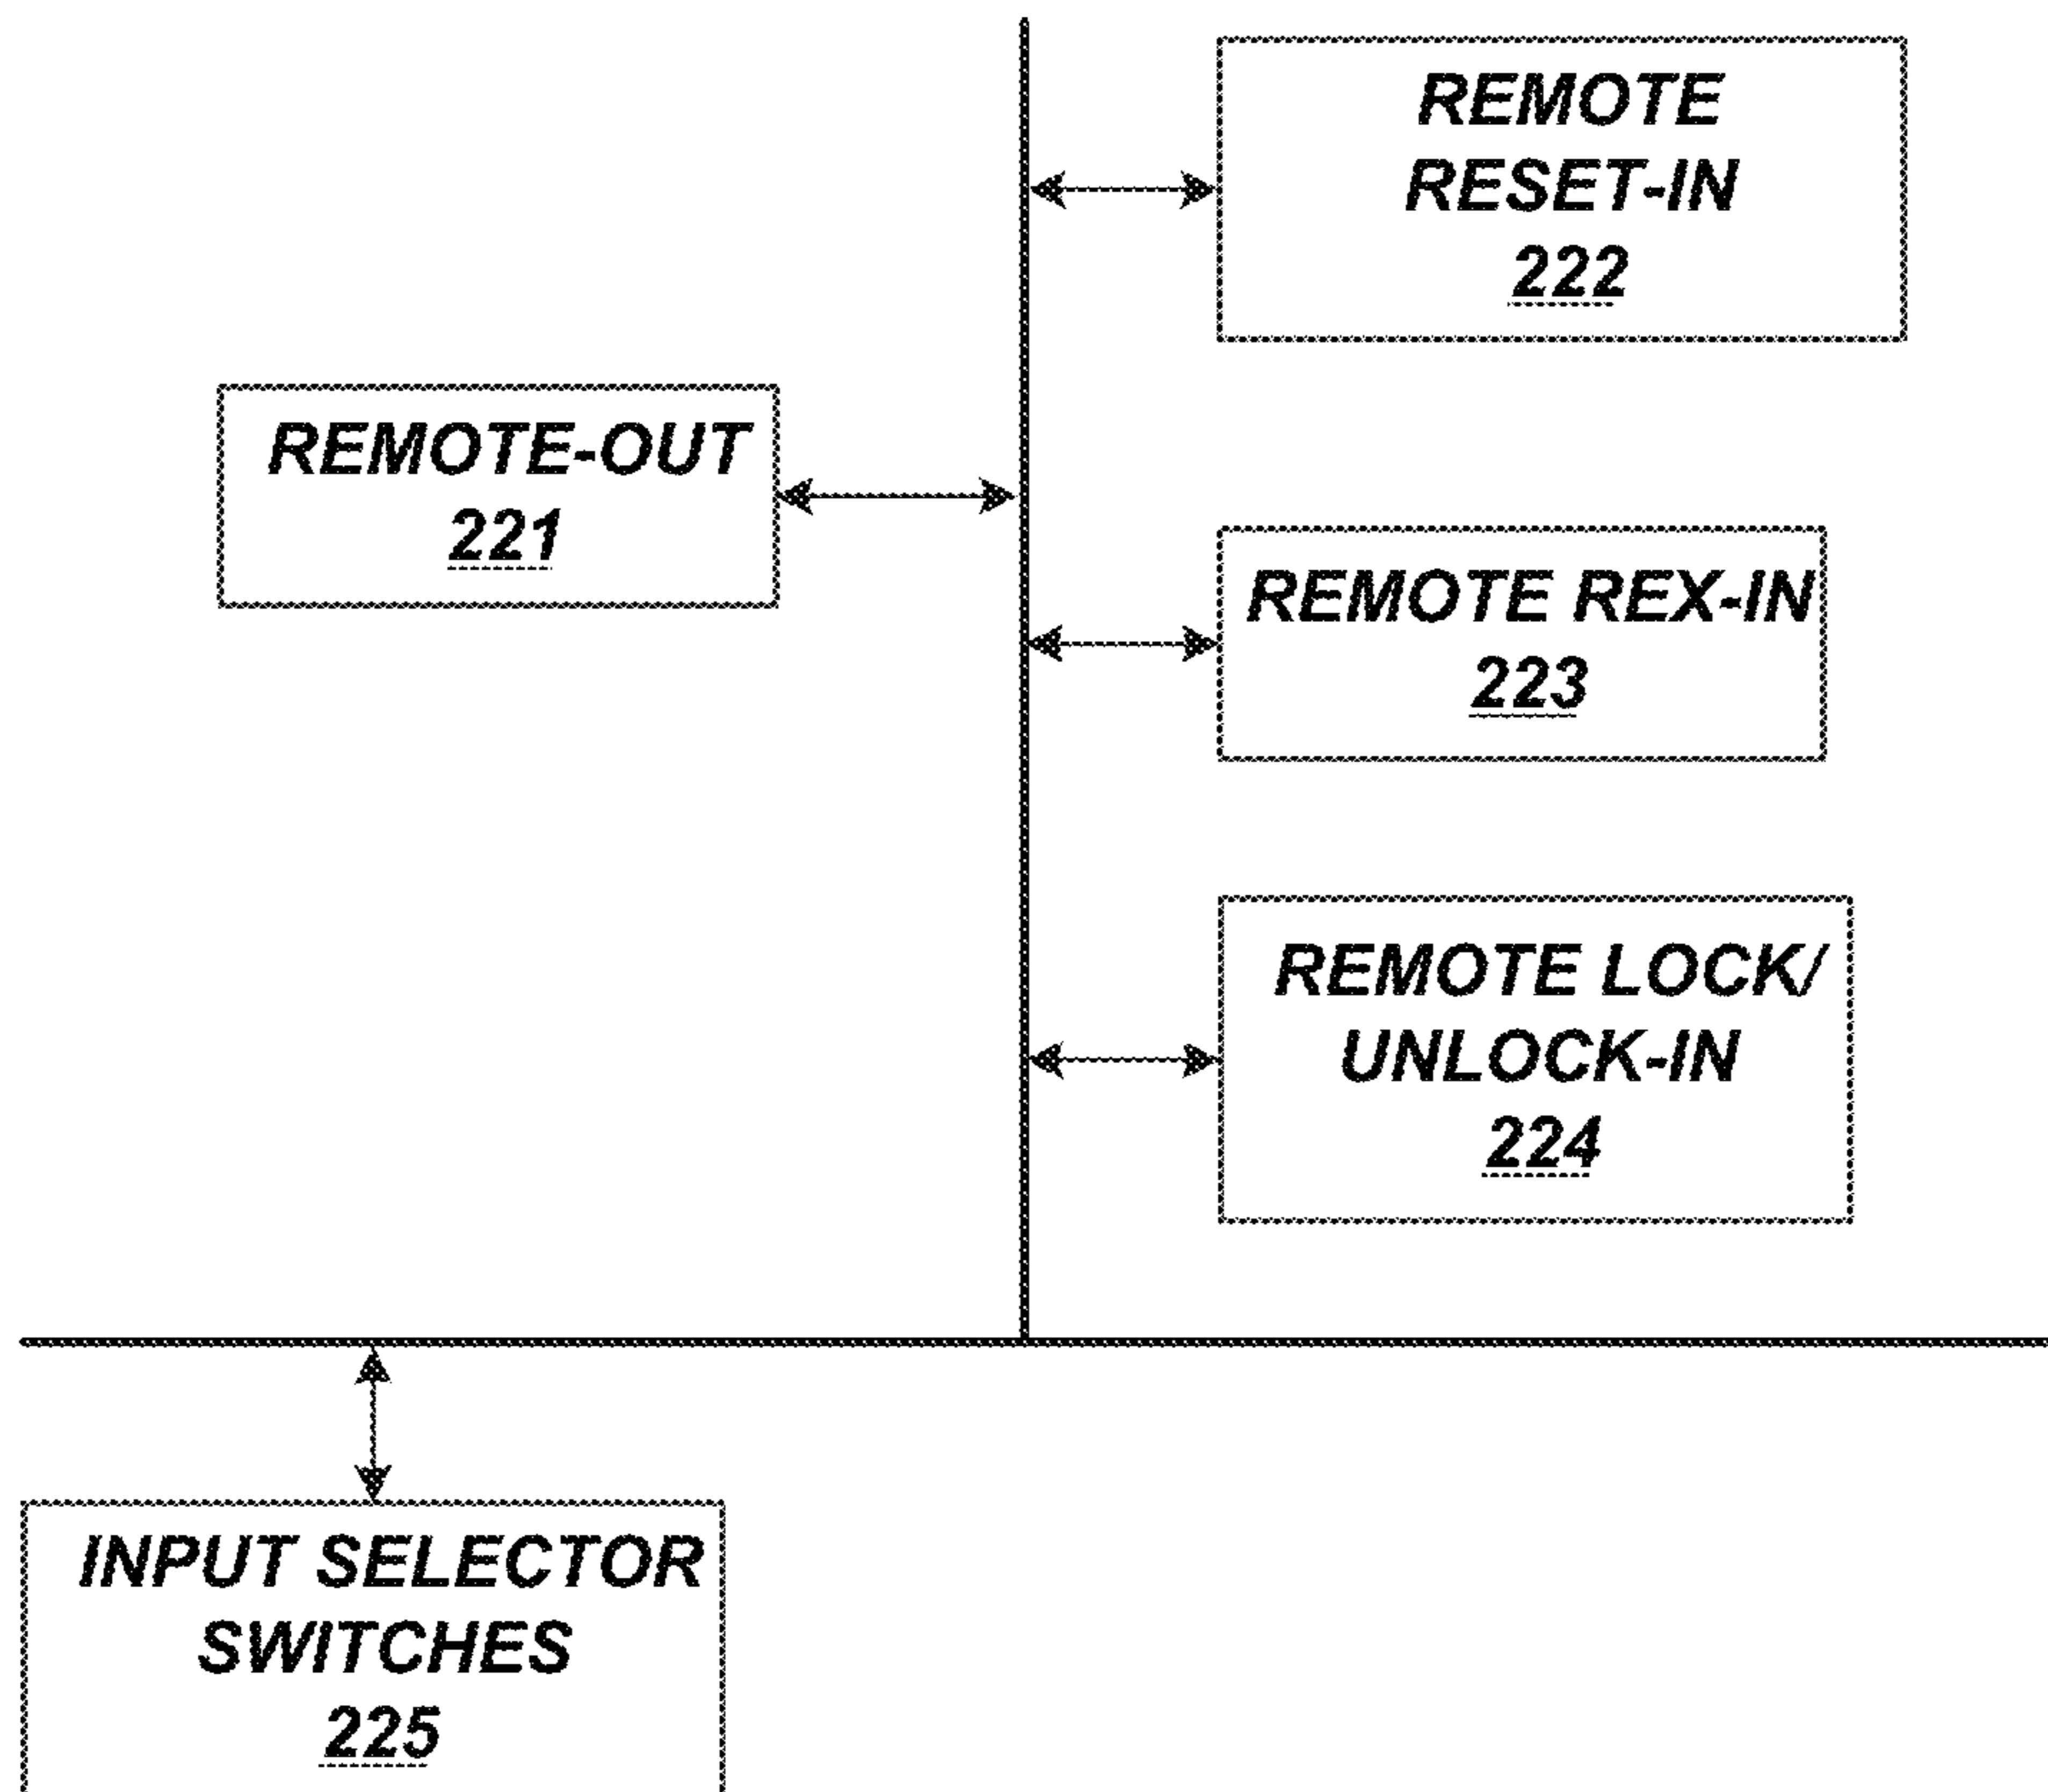 REMOTE
RESET-IN
222
REMOTE-OUT
221
REMOTE REX-IN
223
REMOTE LOCK/
UNLOCK-IN
224
INPUT SELECTOR
SWITCHES
225